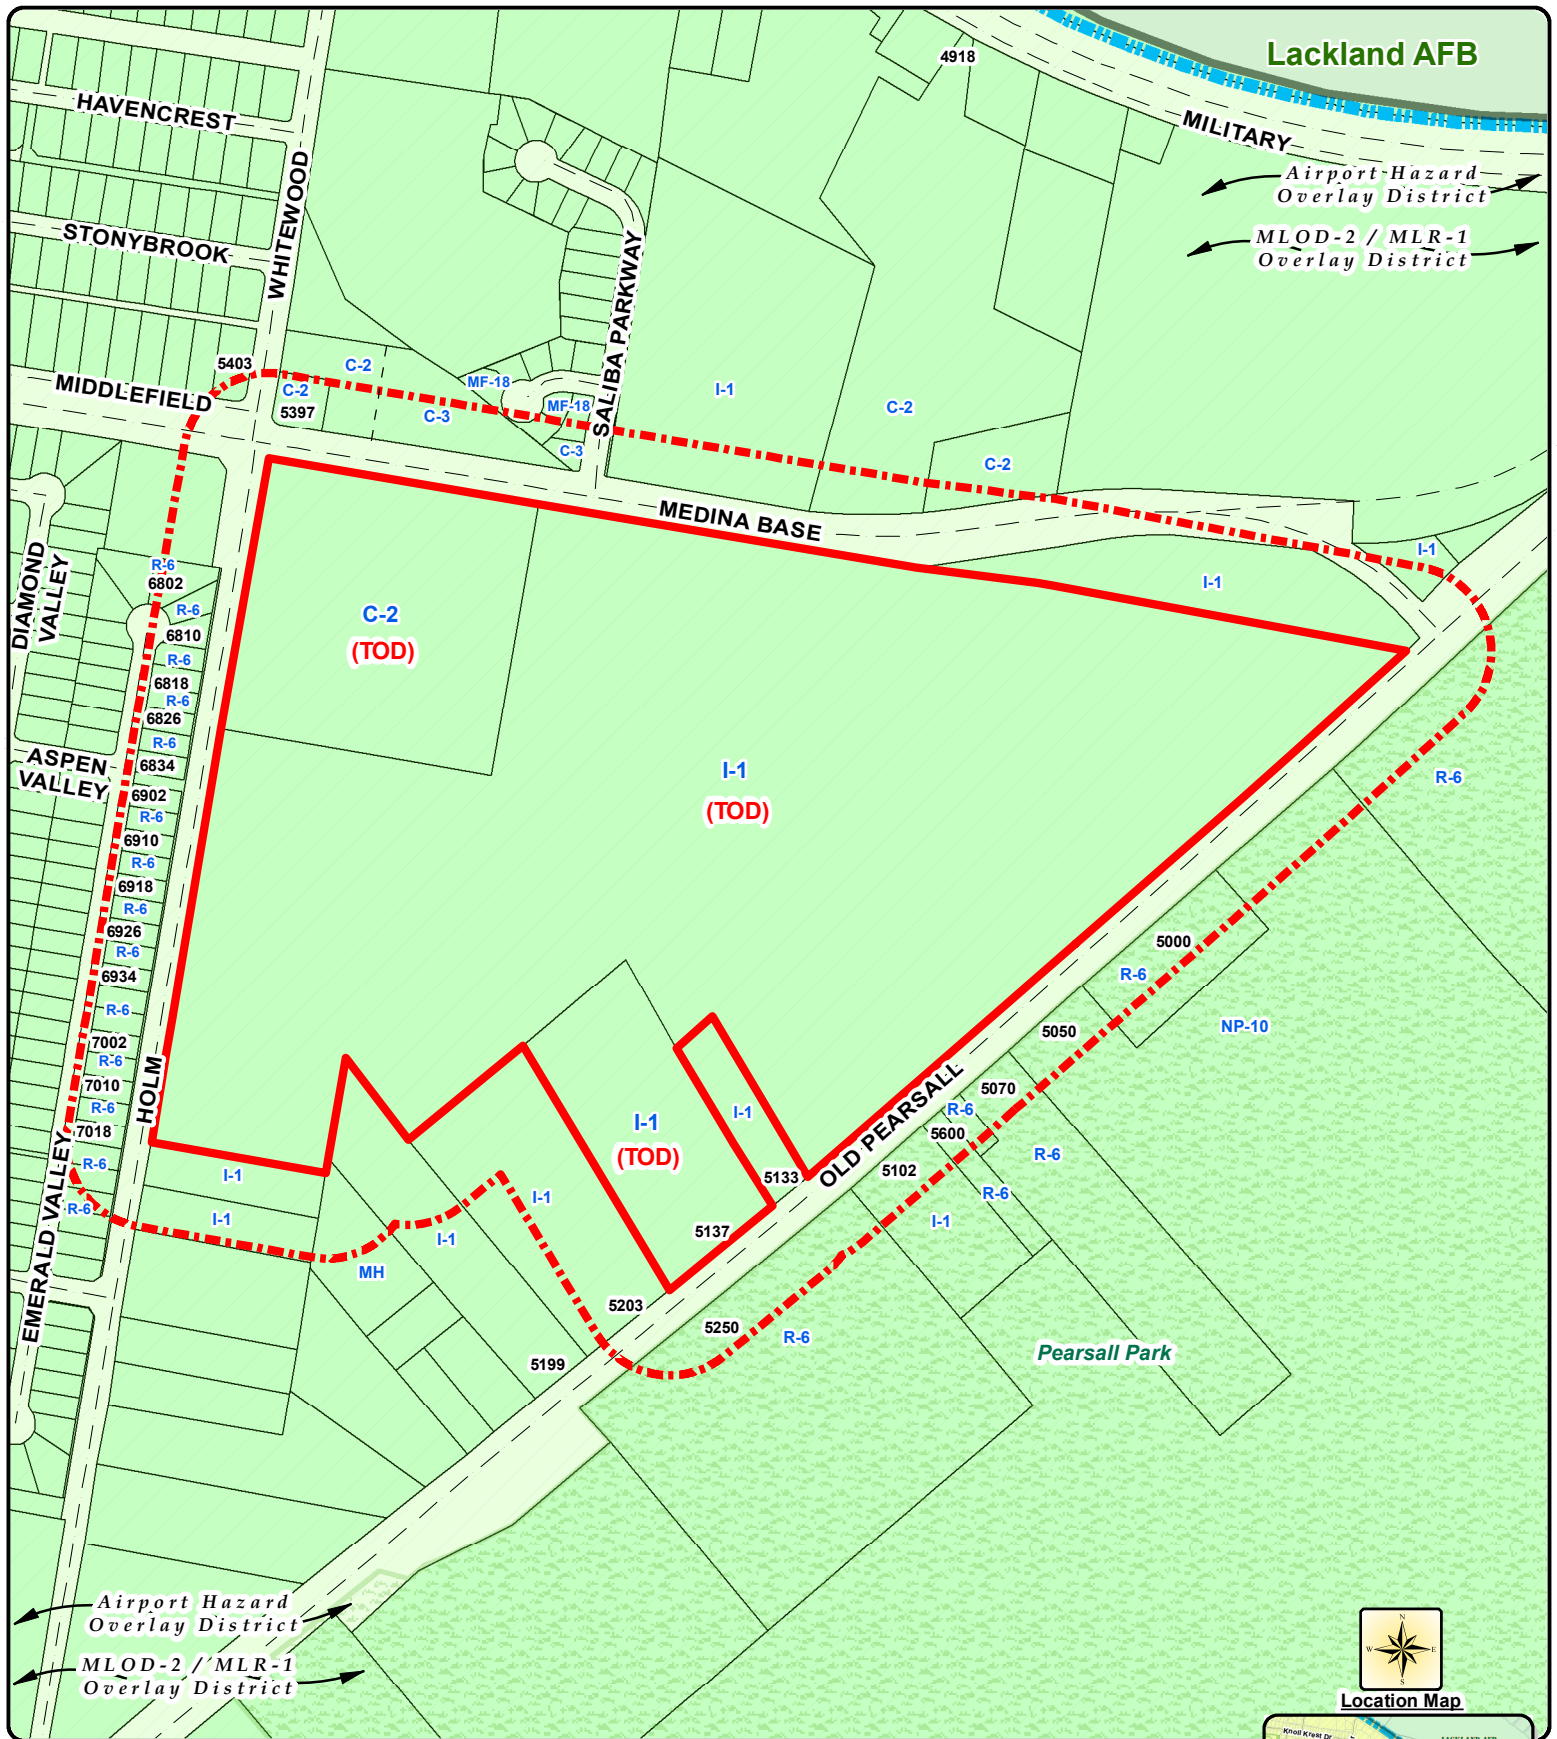 Lackland AFB
4918
HAVENCREST
MILITARY
WHITEWOOD
Airport Hazard
Overlay District
STONYBROOK
SALIBA PARKWAY
MLOD-2 / MLR-1
Overlay District
5403
C-2
MIDDLEFIELD
C-2
5397
MF-18
MF-18
C-3
C-3
I-1
C-2
C-2
MEDINA BASE
I-1
I-1
DIAMOND
VALLEY
R-6
6802
R-6
6810
R-6
6818
R-6
6826
R-6
6834
C-2
(TOD)
ASPEN
VALLEY
6902
R-6
6910
R-6
6918
R-6
6926
R-6
6934
R-6
7002
R-6
7010
R-6
7018
R-6
R-6
I-1
(TOD)
R-6
5000
R-6
NP-10
5050
HOLM
5070
R-6
5600
OLD PEARSALL
I-1
I-1
(TOD)
5133
5102
R-6
R-6
I-1
EMERALD VALLEY
I-1
I-1
I-1
I-1
MH
5137
5203
5250
R-6
5199
Pearsall Park
Airport Hazard
Overlay District
MLOD-2 / MLR-1
Overlay District
N
W
E
S
Location Map
Knoll Krest Dr
LACKLAND AFB